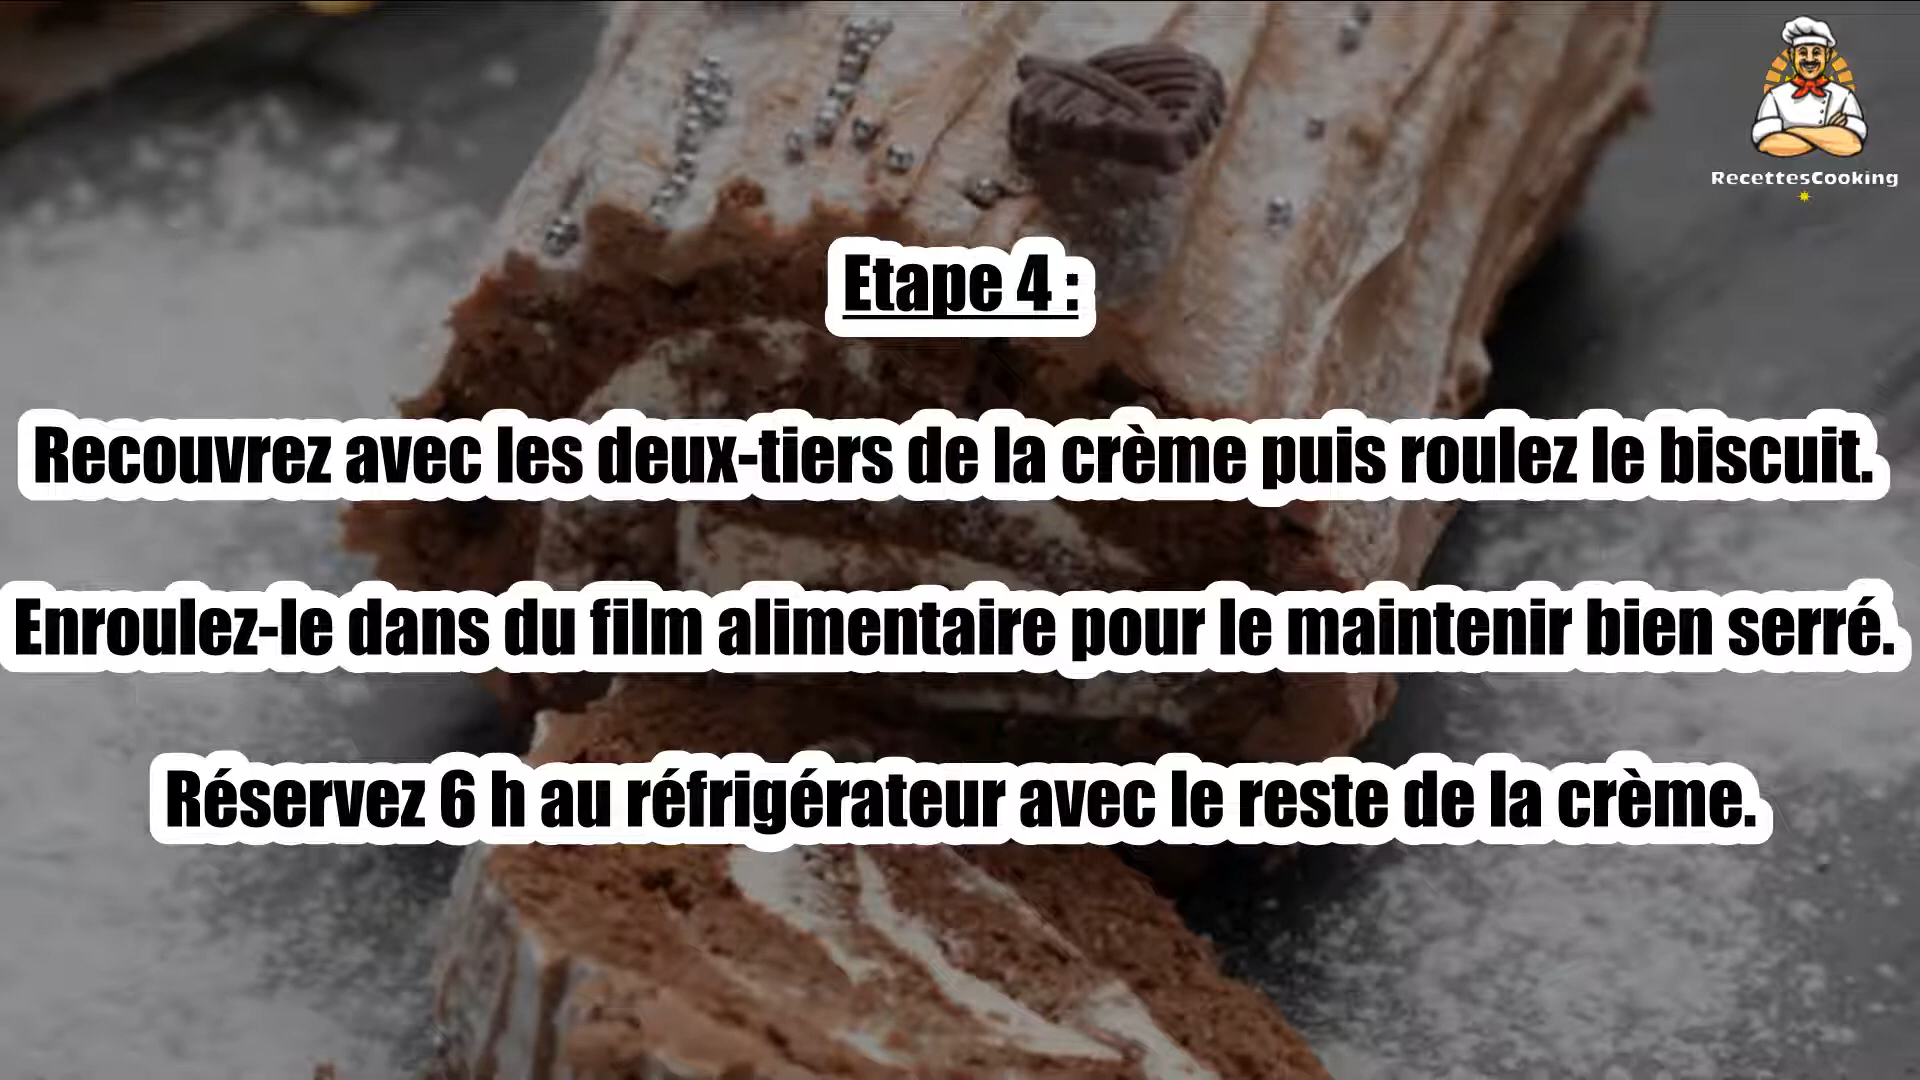 RecettesCooking
Etape 4 :
Recouvrez avec les deux-tiers de la crème puis roulez le biscuit.
Enroulez-le dans du film alimentaire pour le maintenir bien serré.
Réservez 6 h au réfrigérateur avec le reste de la crème.